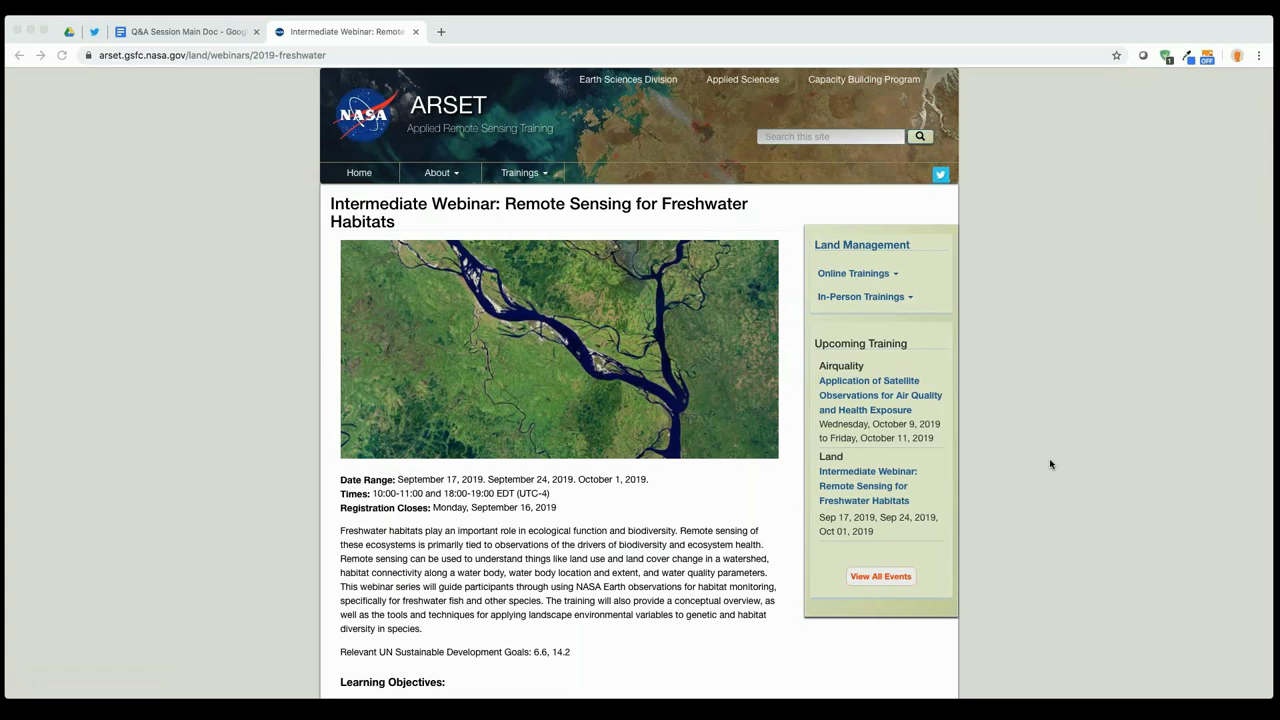 Q&A Session Main Doc - Goog
Intermediate Webinar: Remote
arset.gsfc.nasa.gov/land/webinars/2019-freshwater
1
OFF
Earth Sciences Division
Applied Sciences
Capacity Building Program
NASA
ARSET
Applied Remote Sensing Training
Search this site
Home
About
Trainings
Intermediate Webinar: Remote Sensing for Freshwater
Habitats
Date Range: September 17, 2019. September 24, 2019. October 1, 2019.
Times: 10:00-11:00 and 18:00-19:00 EDT (UTC-4)
Registration Closes: Monday, September 16, 2019
Freshwater habitats play an important role in ecological function and biodiversity. Remote sensing of
these ecosystems is primarily tied to observations of the drivers of biodiversity and ecosystem health.
Remote sensing can be used to understand things like land use and land cover change in a watershed,
habitat connectivity along a water body, water body location and extent, and water quality parameters.
This webinar series will guide participants through using NASA Earth observations for habitat monitoring,
specifically for freshwater fish and other species. The training will also provide a conceptual overview, as
well as the tools and techniques for applying landscape environmental variables to genetic and habitat
diversity in species.
Relevant UN Sustainable Development Goals: 6.6, 14.2
Learning Objectives:
Land Management
Online Trainings
In-Person Trainings
Upcoming Training
Airquality
Application of Satellite
Observations for Air Quality
and Health Exposure
Wednesday, October 9, 2019
to Friday, October 11, 2019
Land
Intermediate Webinar:
Remote Sensing for
Freshwater Habitats
Sep 17, 2019, Sep 24, 2019,
Oct 01, 2019
View All Events